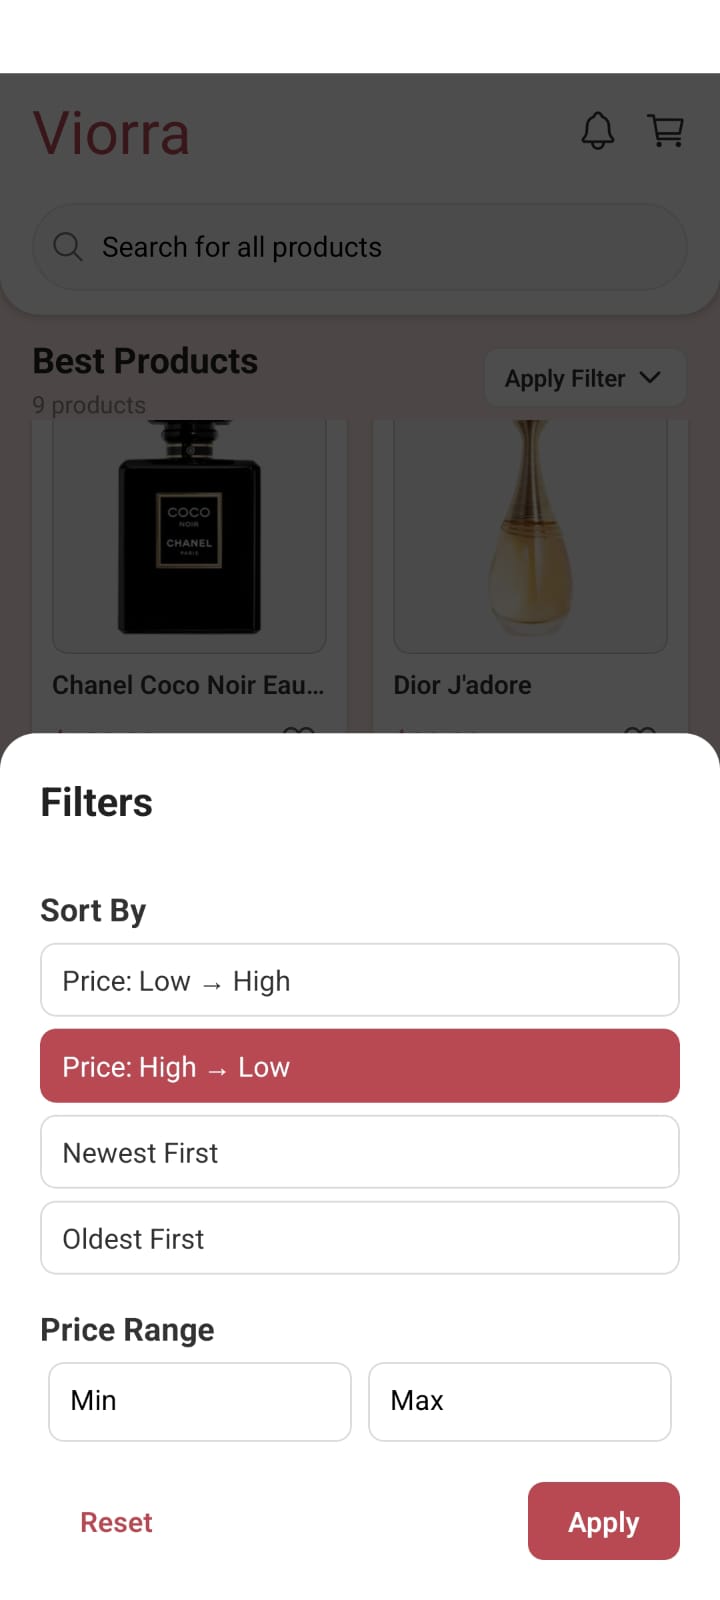 Viorra
Search for all products
Best Products
Apply Filter
9 products
COCO
NOIR
CHANEL
PARIS
Chanel Coco Noir Eau...
Dior J'adore
Filters
Sort By
Price: Low → High
Price: High → Low
Newest First
Oldest First
Price Range
Min
Max
Reset
Apply